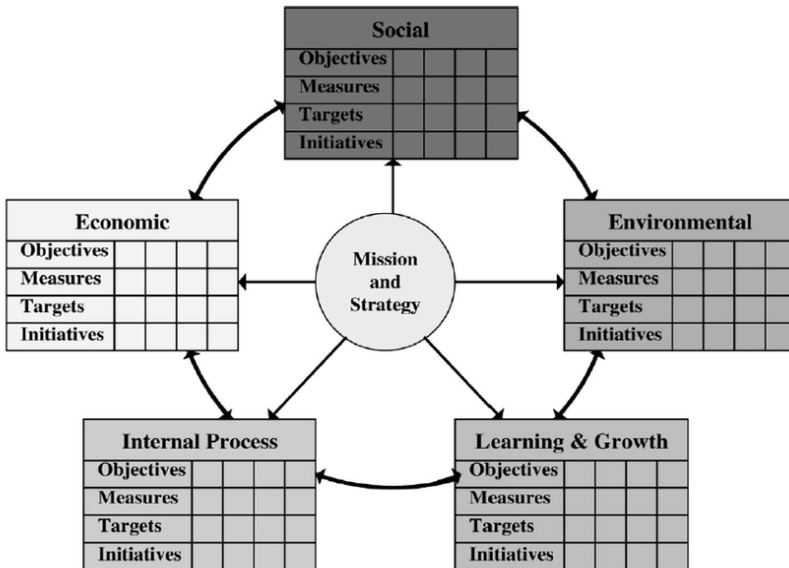 Social
Objectives
Measures
Targets
Initiatives
Economic
Objectives
Measures
Targets
Initiatives
Mission
and
Strategy
Environmental
Objectives
Measures
Targets
Initiatives
Internal Process
Objectives
Measures
Targets
Initiatives
Learning & Growth
Objectives
Measures
Targets
Initiatives